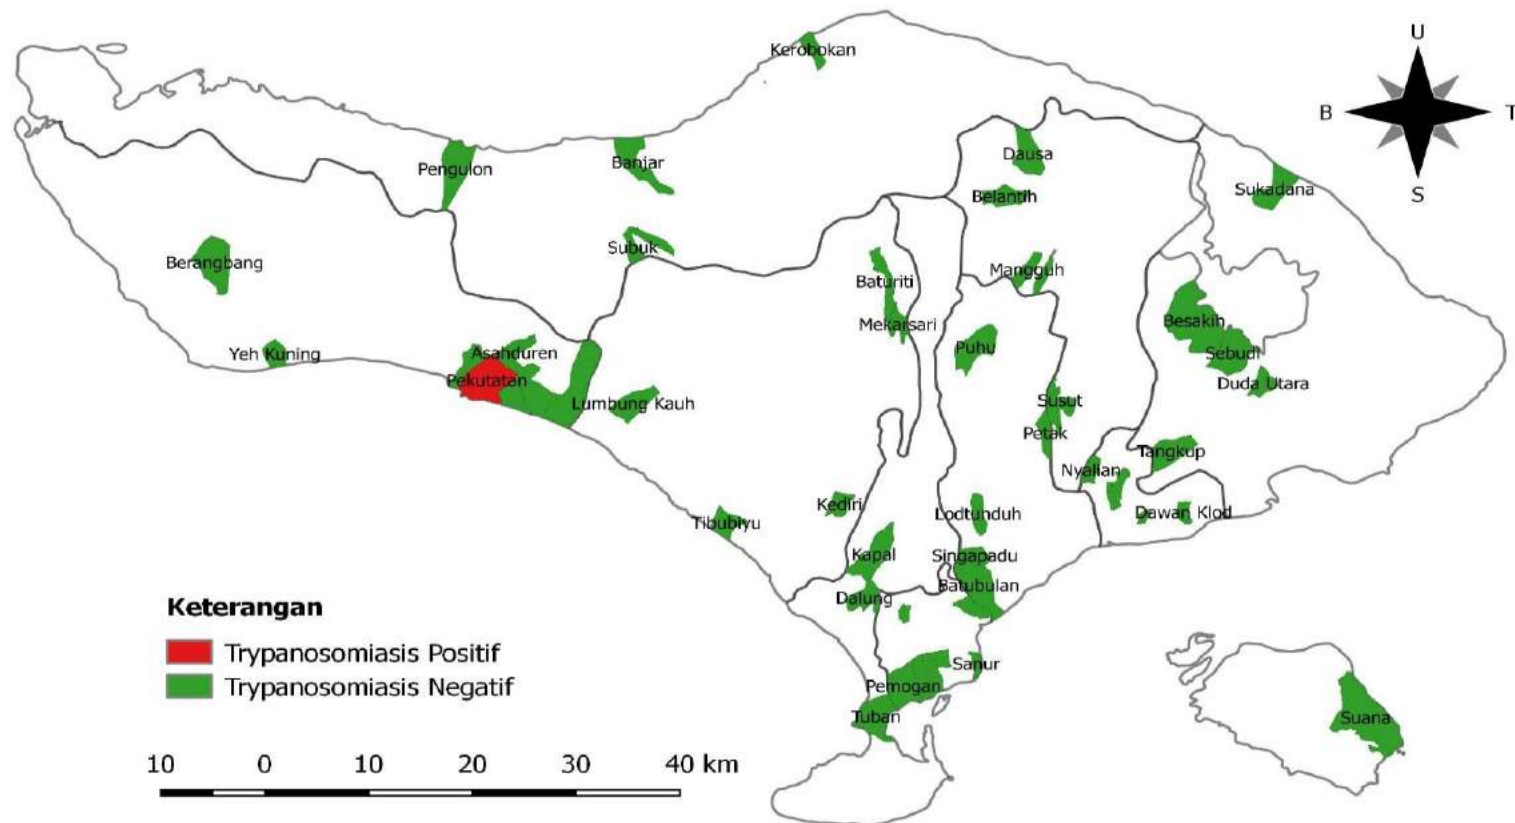 U
Kerobokan
B
T
Dausa
Banjar
Pengulon
S
Sukadana
Belantih
Subuk
Berangbang
Mangguh
Baturiti
Besakih
Mekarsari
Puhu
Yeh Kuning
Asahduren
Sebudi
Pekutatan
Duda Utara
Lumbung Kauh
Susut
Petak
Tangkup
Nyalian
Kediri
Lodtunduh
Dawan Klod
Tibubiyu
Kapal
Singapadu
Batubulan
Dalung
Keterangan
Trypanosomiasis Positif
Trypanosomiasis Negatif
Sanur
Pemogan
Tuban
Suana
10 0 10 20 30 40 km